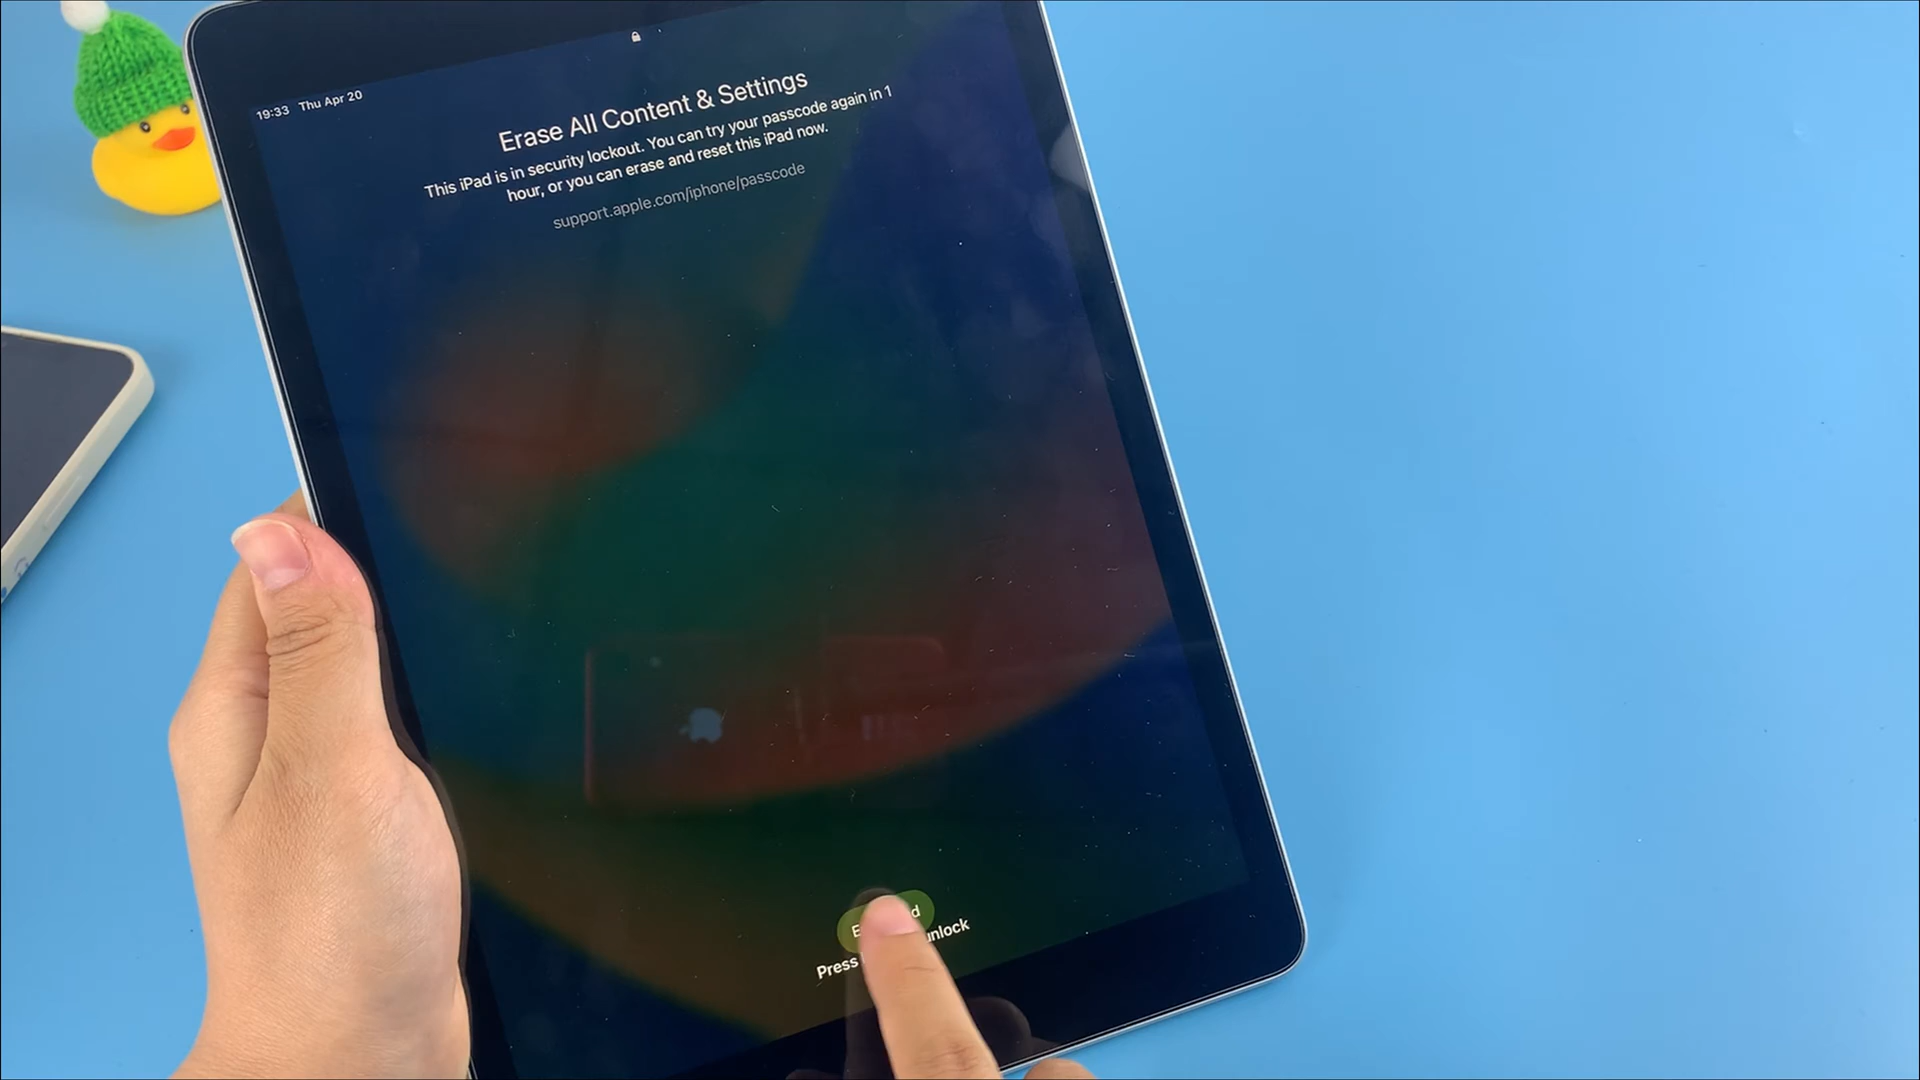 19:33 Thu Apr 20
Erase All Content & Settings
This iPad is in security lockout. You can try your passcode again in 1
hour, or you can erase and reset this iPad now.
support.apple.com/iphone/passcode
Press unlock